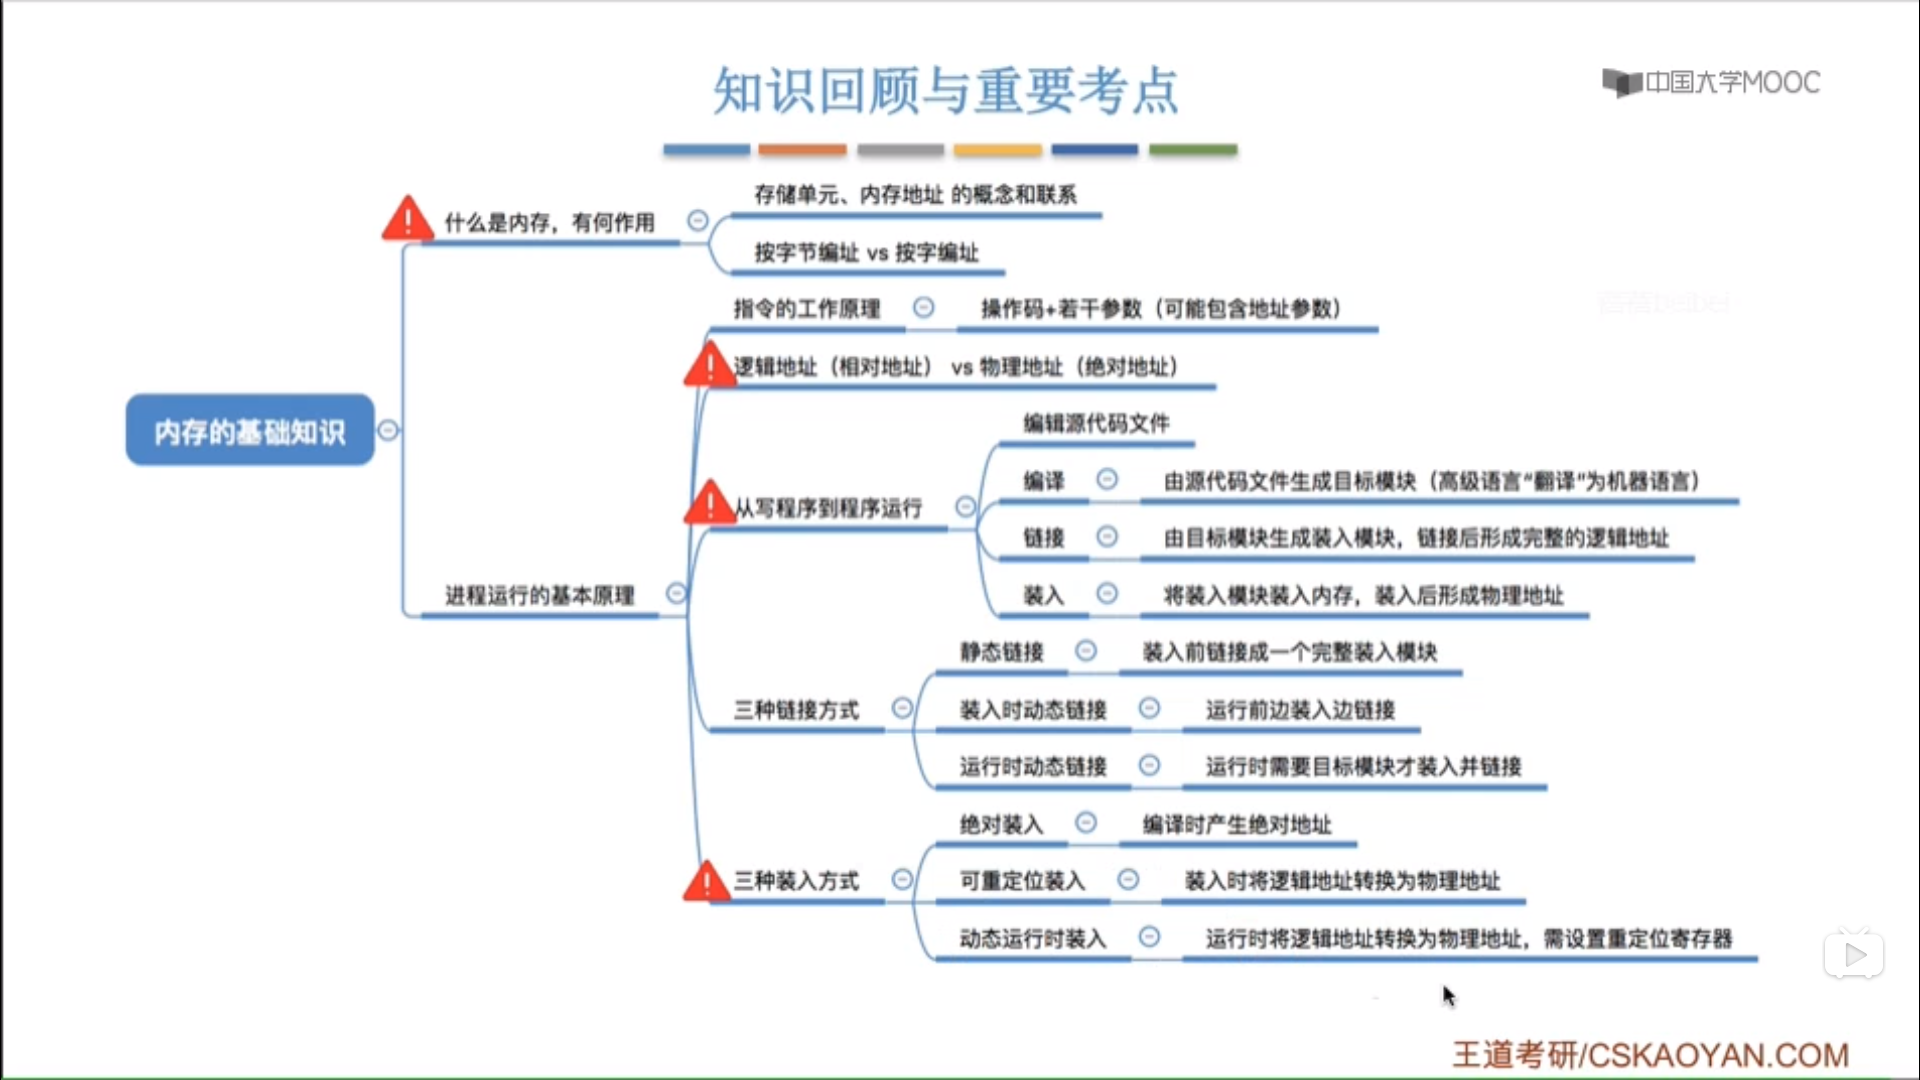 知识回顾与重要考点
中国大学MOOC
什么是内存，有何作用
存储单元、内存地址 的概念和联系
按字节编址 vs 按字编址
指令的工作原理
操作码+若干参数（可能包含地址参数）
逻辑地址（相对地址） vs 物理地址（绝对地址）
内存的基础知识
编辑源代码文件
编译
由源代码文件生成目标模块（高级语言“翻译”为机器语言）
从写程序到程序运行
链接
由目标模块生成装入模块，链接后形成完整的逻辑地址
进程运行的基本原理
装入
将装入模块装入内存，装入后形成物理地址
静态链接
装入前链接成一个完整装入模块
三种链接方式
装入时动态链接
运行前边装入边链接
运行时动态链接
运行时需要目标模块才装入并链接
绝对装入
编译时产生绝对地址
三种装入方式
可重定位装入
装入时将逻辑地址转换为物理地址
动态运行时装入
运行时将逻辑地址转换为物理地址，需设置重定位寄存器
王道考研/CSKAOYAN.COM